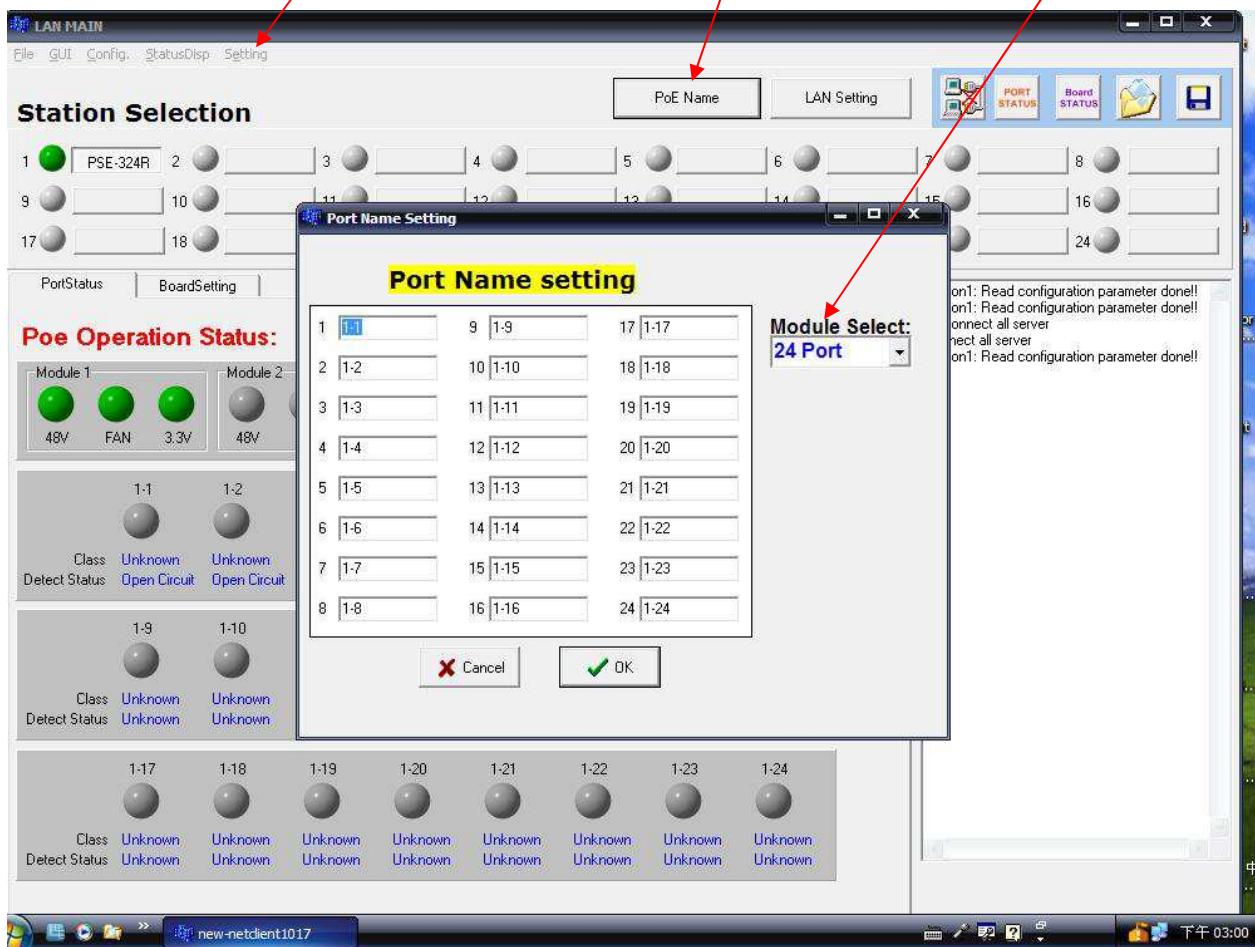 LAN MAIN
File GUI Config. StatusDisp Setting
Station Selection
PoE Name
LAN Setting
PORT STATUS
Board STATUS
1 PSE-324R 2 3 4 5 6 7 8
9 10 11 12 13 14 15 16
17 18 24
Port Name Setting
Port Name setting
1 1-1 9 1-9 17 1-17
2 1-2 10 1-10 18 1-18
3 1-3 11 1-11 19 1-19
4 1-4 12 1-12 20 1-20
5 1-5 13 1-13 21 1-21
6 1-6 14 1-14 22 1-22
7 1-7 15 1-15 23 1-23
8 1-8 16 1-16 24 1-24
Module Select:
24 Port
Cancel OK
PortStatus BoardSetting
Poe Operation Status:
Module 1 Module 2
48V FAN 3.3V 48V
1-1 1-2
Class Unknown Unknown
Detect Status Open Circuit Open Circuit
1-9 1-10
Class Unknown Unknown
Detect Status Unknown Unknown
1-17 1-18 1-19 1-20 1-21 1-22 1-23 1-24
Class Unknown Unknown Unknown Unknown Unknown Unknown Unknown Unknown
Detect Status Unknown Unknown Unknown Unknown Unknown Unknown Unknown Unknown
on1: Read configuration parameter done!!
on1: Read configuration parameter done!!
onnect all server
nect all server
on1: Read configuration parameter done!!
new-netclient1017
下午 03:00